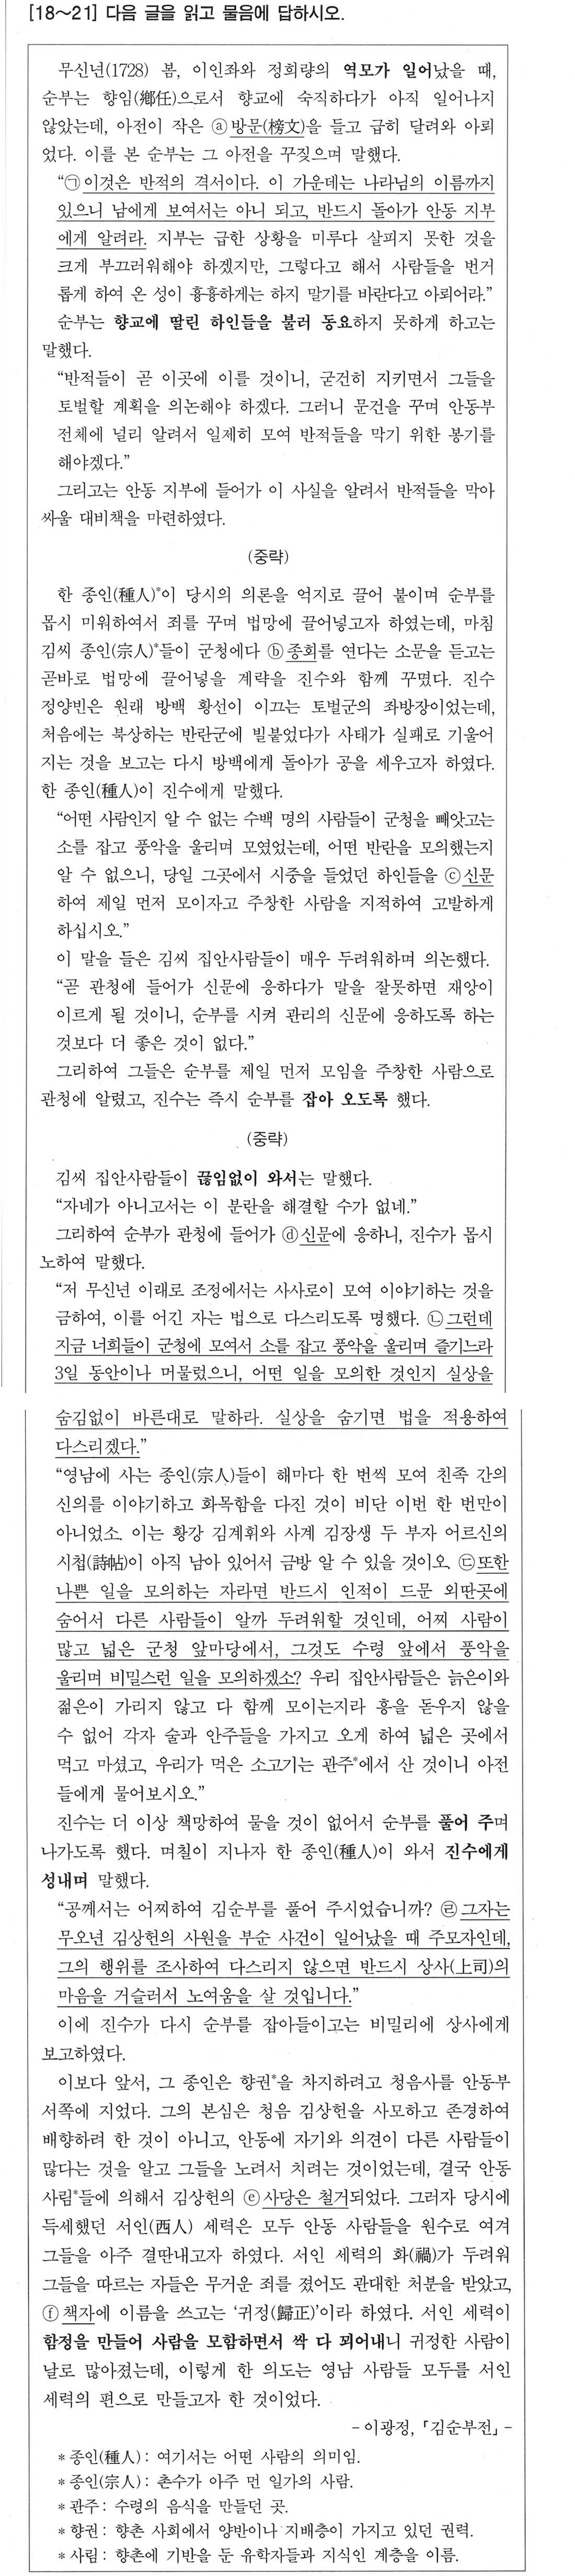 [18~21] 다음 글을 읽고 물음에 답하시오.
무신년(1728) 봄, 이인좌와 정희량의 역모가 일어났을 때,
순부는 향임(鄕任)으로서 향교에 숙직하다가 아직 일어나지
않았는데, 아전이 작은 ⓐ방문(榜文)을 들고 급히 달려와 아뢰
었다. 이를 본 순부는 그 아전을 꾸짖으며 말했다.
“㉠이것은 반적의 격서이다. 이 가운데는 나라님의 이름까지
있으니 남에게 보여서는 아니 되고, 반드시 돌아가 안동 지부
에게 알려라. 지부는 급한 상황을 미루다 살피지 못한 것을
크게 부끄러워해야 하겠지만, 그렇다고 해서 사람들을 번거
롭게 하여 온 성이 흉흉하게는 하지 말기를 바란다고 아뢰어라.”
순부는 향교에 딸린 하인들을 불러 동요하지 못하게 하고는
말했다.
“반적들이 곧 이곳에 이를 것이니, 굳건히 지키면서 그들을
토벌할 계획을 의논해야 하겠다. 그러니 문건을 꾸며 안동부
전체에 널리 알려서 일제히 모여 반적들을 막기 위한 봉기를
해야겠다.”
그리고는 안동 지부에 들어가 이 사실을 알려서 반적들을 막아
싸울 대비책을 마련하였다.
(중략)
한 종인(種人)*이 당시의 의론을 억지로 끌어 붙이며 순부를
몹시 미워하여서 죄를 꾸며 법망에 끌어넣고자 하였는데, 마침
김씨 종인(宗人)*들이 군청에다 ⓑ종회를 연다는 소문을 듣고는
곧바로 법망에 끌어넣을 계략을 진수와 함께 꾸몄다. 진수
정양빈은 원래 방백 황선이 이끄는 토벌군의 좌방장이었는데,
처음에는 북상하는 반란군에 빌붙었다가 사태가 실패로 기울어
지는 것을 보고는 다시 방백에게 돌아가 공을 세우고자 하였다.
한 종인(種人)이 진수에게 말했다.
“어떤 사람인지 알 수 없는 수백 명의 사람들이 군청을 빼앗고는
소를 잡고 풍악을 울리며 모였었는데, 어떤 반란을 모의했는지
알 수 없으니, 당일 그곳에서 시중을 들었던 하인들을 ⓒ신문
하여 제일 먼저 모이자고 주창한 사람을 지적하여 고발하게
하십시오.”
이 말을 들은 김씨 집안사람들이 매우 두려워하며 의논했다.
“곧 관청에 들어가 신문에 응하다가 말을 잘못하면 재앙이
이르게 될 것이니, 순부를 시켜 관리의 신문에 응하도록 하는
것보다 더 좋은 것이 없다.”
그리하여 그들은 순부를 제일 먼저 모임을 주창한 사람으로
관청에 알렸고, 진수는 즉시 순부를 잡아 오도록 했다.
(중략)
김씨 집안사람들이 끊임없이 와서는 말했다.
“자네가 아니고서는 이 분란을 해결할 수가 없네.”
그리하여 순부가 관청에 들어가 ⓓ신문에 응하니, 진수가 몹시
노하여 말했다.
“저 무신년 이래로 조정에서는 사사로이 모여 이야기하는 것을
금하여, 이를 어긴 자는 법으로 다스리도록 명했다. ㉡그런데
지금 너희들이 군청에 모여서 소를 잡고 풍악을 울리며 즐기느라
3일 동안이나 머물렀으니, 어떤 일을 모의한 것인지 실상을
숨김없이 바른대로 말하라. 실상을 숨기면 법을 적용하여
다스리겠다.”
“영남에 사는 종인(宗人)들이 해마다 한 번씩 모여 친족 간의
신의를 이야기하고 화목함을 다진 것이 비단 이번 한 번만이
아니었소. 이는 황강 김계휘와 사계 김장생 두 부자 어르신의
시첩(詩帖)이 아직 남아 있어서 금방 알 수 있을 것이오. ㉢또한
나쁜 일을 모의하는 자라면 반드시 인적이 드문 외딴곳에
숨어서 다른 사람들이 알까 두려워할 것인데, 어찌 사람이
많고 넓은 군청 앞마당에서, 그것도 수령 앞에서 풍악을
울리며 비밀스런 일을 모의하겠소? 우리 집안사람들은 늙은이와
젊은이 가리지 않고 다 함께 모이는지라 흥을 돋우지 않을
수 없어 각자 술과 안주들을 가지고 오게 하여 넓은 곳에서
먹고 마셨고, 우리가 먹은 소고기는 관주*에서 산 것이니 아전
들에게 물어보시오.”
진수는 더 이상 책망하여 물을 것이 없어서 순부를 풀어 주며
나가도록 했다. 며칠이 지나자 한 종인(種人)이 와서 진수에게
성내며 말했다.
“공께서는 어찌하여 김순부를 풀어 주시었습니까? ㉣그자는
무오년 김상헌의 사원을 부순 사건이 일어났을 때 주모자인데,
그의 행위를 조사하여 다스리지 않으면 반드시 상사(上司)의
마음을 거슬러서 노여움을 살 것입니다.”
이에 진수가 다시 순부를 잡아들이고는 비밀리에 상사에게
보고하였다.
이보다 앞서, 그 종인은 향권*을 차지하려고 청음사를 안동부
서쪽에 지었다. 그의 본심은 청음 김상헌을 사모하고 존경하여
배향하려 한 것이 아니고, 안동에 자기와 의견이 다른 사람들이
많다는 것을 알고 그들을 노려서 치려는 것이었는데, 결국 안동
사림*들에 의해서 김상헌의 ⓔ사당은 철거되었다. 그러자 당시에
득세했던 서인(西人) 세력은 모두 안동 사람들을 원수로 여겨
그들을 아주 결딴내고자 하였다. 서인 세력의 화(禍)가 두려워
그들을 따르는 자들은 무거운 죄를 졌어도 관대한 처분을 받았고,
ⓕ책자에 이름을 쓰고는 ‘귀정(歸正)’이라 하였다. 서인 세력이
함정을 만들어 사람을 모함하면서 싹 다 꾀어내니 귀정한 사람이
날로 많아졌는데, 이렇게 한 의도는 영남 사람들 모두를 서인
세력의 편으로 만들고자 한 것이었다.
- 이광정, 「김순부전」 -
* 종인(種人) : 여기서는 어떤 사람의 의미임.
* 종인(宗人) : 촌수가 아주 먼 일가의 사람.
* 관주 : 수령의 음식을 만들던 곳.
* 향권 : 향촌 사회에서 양반이나 지배층이 가지고 있던 권력.
* 사림 : 향촌에 기반을 둔 유학자들과 지식인 계층을 이름.